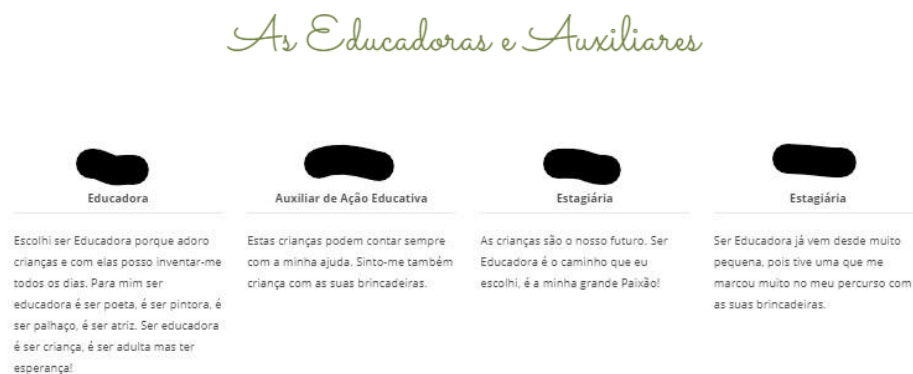 As Educadoras e Auxiliares
Educadora
Escolhi ser Educadora porque adoro
crianças e com elas posso inventar-me
todos os dias. Para mim ser
educadora é ser poeta, é ser pintora, é
ser palhaço, é ser atriz. Ser educadora
é ser criança, é ser adulta mas ter
esperança!
Auxiliar de Ação Educativa
Estas crianças podem contar sempre
com a minha ajuda. Sinto-me também
criança com as suas brincadeiras.
Estagiária
As crianças são o nosso futuro. Ser
Educadora é o caminho que eu
escolhi, é a minha grande Paixão!
Estagiária
Ser Educadora já vem desde muito
pequena, pois tive uma que me
marcou muito no meu percurso com
as suas brincadeiras.